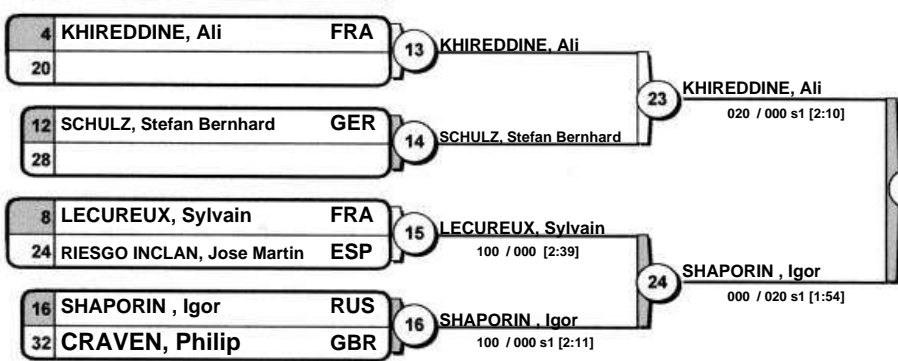 4 KHIREDDINE, Ali FRA
20
13 KHIREDDINE, Ali
12 SCHULZ, Stefan Bernhard GER
28
14 SCHULZ, Stefan Bernhard
23 KHIREDDINE, Ali
020 / 000 s1 [2:10]
8 LECUREUX, Sylvain FRA
24 RIESGO INCLAN, Jose Martin ESP
15 LECUREUX, Sylvain
100 / 000 [2:39]
16 SHAPORIN , Igor RUS
32 CRAVEN, Philip GBR
16 SHAPORIN , Igor
100 / 000 s1 [2:11]
24 SHAPORIN , Igor
000 / 020 s1 [1:54]